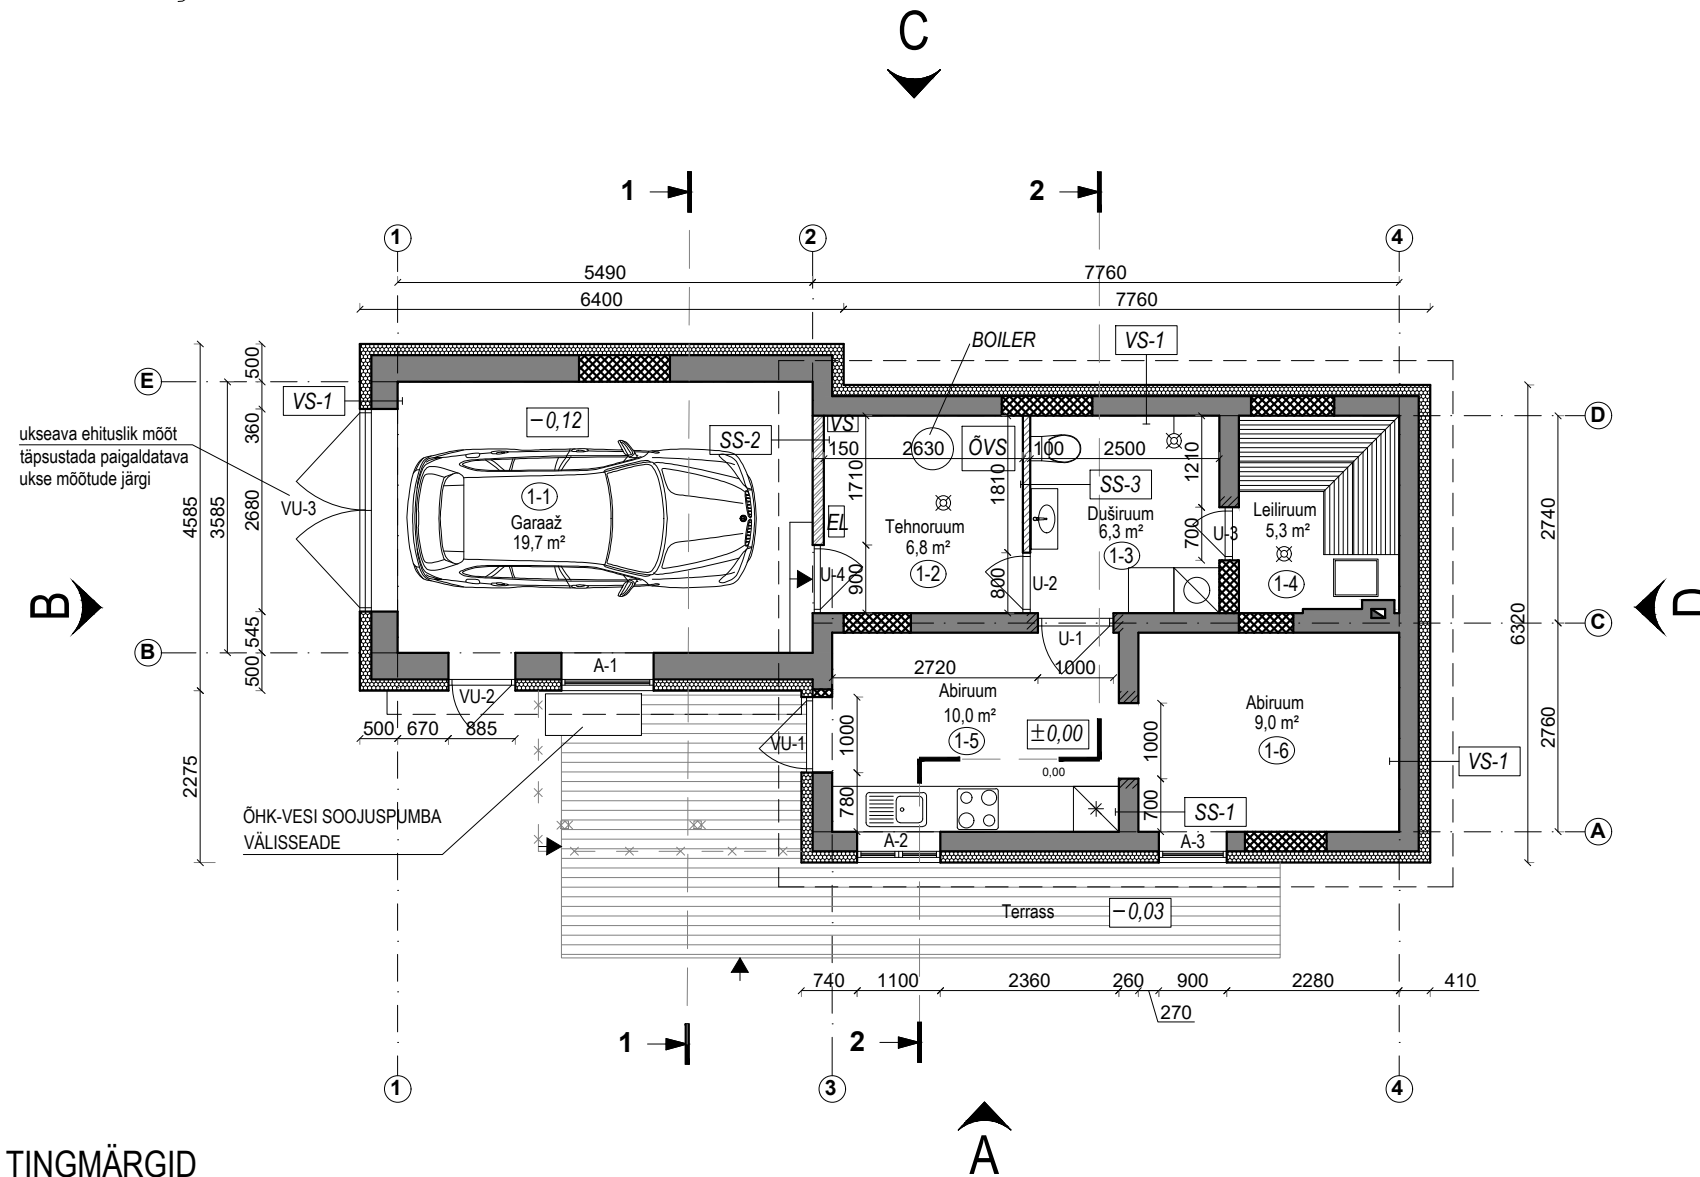 C
1
2
1
2
4
5490
7760
6400
7760
BOILER
VS-1
E
VS-1
500
360
2680
545
500
3585
4585
2275
ukseava ehituslik mõõt
täpsustada paigaldatava
ukse mõõtude järgi
VU-3
−0,12
SS-2
VS
150
2630
ÕVS
100
2500
1210
D
1-1
Garaaž
19,7 m²
1710
1810
SS-3
EL
Tehnoruum
6,8 m²
1-2
Duširuum
6,3 m²
1-3
700
U-3
Leiliruum
5,3 m²
1-4
2740
U-4
900
800
U-2
B
D
6320
C
B
A-1
U-1
2720
1000
VU-2
500
670
885
VU-1
1000
780
Abiruum
10,0 m²
1-5
±0,00
0,00
1000
700
Abiruum
9,0 m²
1-6
2760
VS-1
SS-1
ÕHK-VESI SOOJUSPUMBA
VÄLISSEADE
A-2
A-3
A
Terrass
−0,03
740
1100
2360
260
900
2280
410
270
1
2
1
3
4
A
TINGMÄRGID